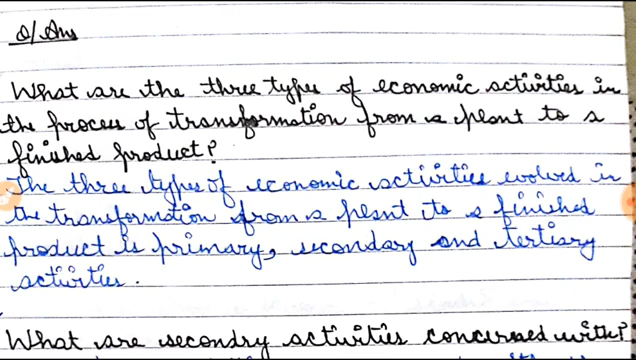 Q/Ans
What are the three types of economic activities in
the process of transformation from a plant to a
finished product?
The three types of economic activities evolved in
the transformation from a plant to a finished
product is primary, secondary and tertiary
activities.
What are secondry activities concerned with?